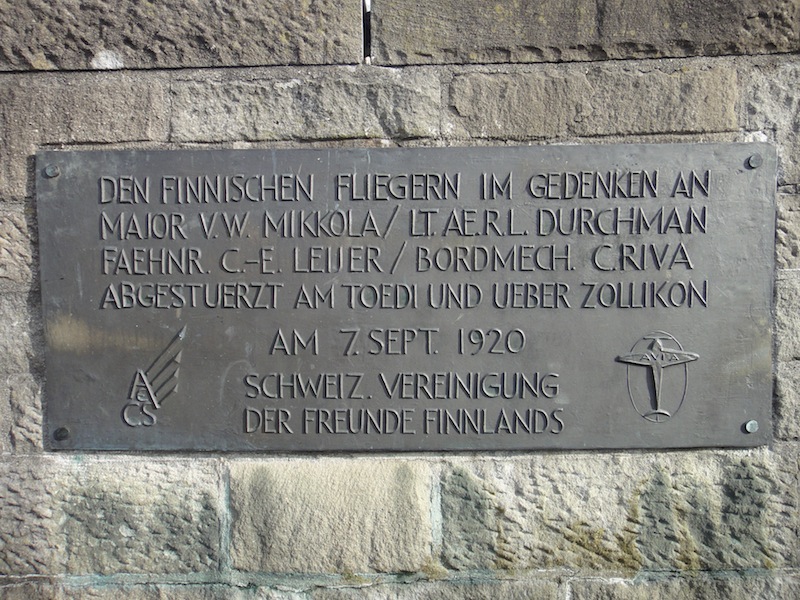 DEN FINNISCHEN FLIEGERN IM GEDENKEN AN
MAIOR V.W. MIKKOLA/ LT. AE.R.L. DURCHMAN
FAEHNR. C.-E. LEIJER/ BORDMECH. C.RIVA
ABGESTUERZT AM TOEDI UND UEBER ZOLLIKON
AM 7. SEPT. 1920
SCHWEIZ. VEREINIGUNG
DER FREUNDE FINNLANDS
AeCS
AVIA